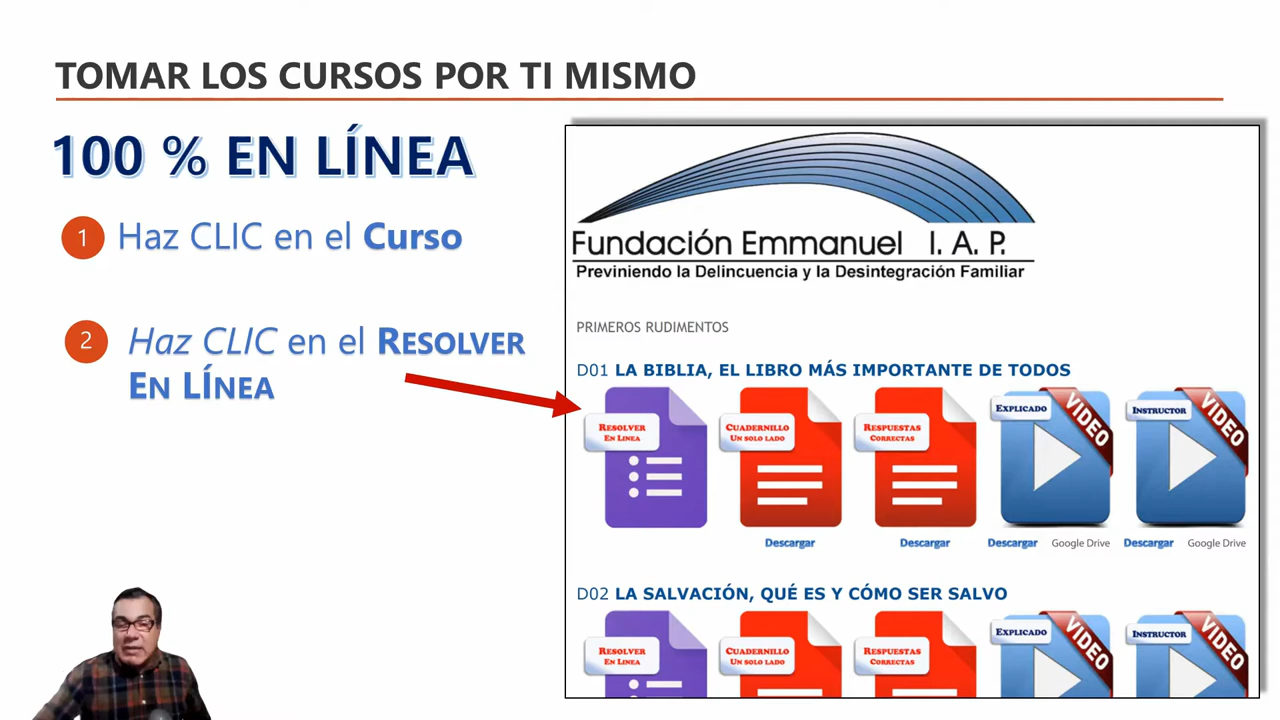 TOMAR LOS CURSOS POR TI MISMO
100 % EN LÍNEA
1 Haz CLIC en el Curso
2 Haz CLIC en el RESOLVER
EN LÍNEA
Fundación Emmanuel I. A. P.
Previniendo la Delincuencia y la Desintegración Familiar
PRIMEROS RUDIMENTOS
D01 LA BIBLIA, EL LIBRO MÁS IMPORTANTE DE TODOS
RESOLVER
EN LINEA
CUADERNILLO
UN SOLO LADO
RESPUESTAS
CORRECTAS
EXPLICADO
VIDEO
INSTRUCTOR
VIDEO
Descargar
Descargar
Descargar Google Drive
Descargar Google Drive
D02 LA SALVACIÓN, QUÉ ES Y CÓMO SER SALVO
RESOLVER
EN LINEA
CUADERNILLO
UN SOLO LADO
RESPUESTAS
CORRECTAS
EXPLICADO
VIDEO
INSTRUCTOR
VIDEO